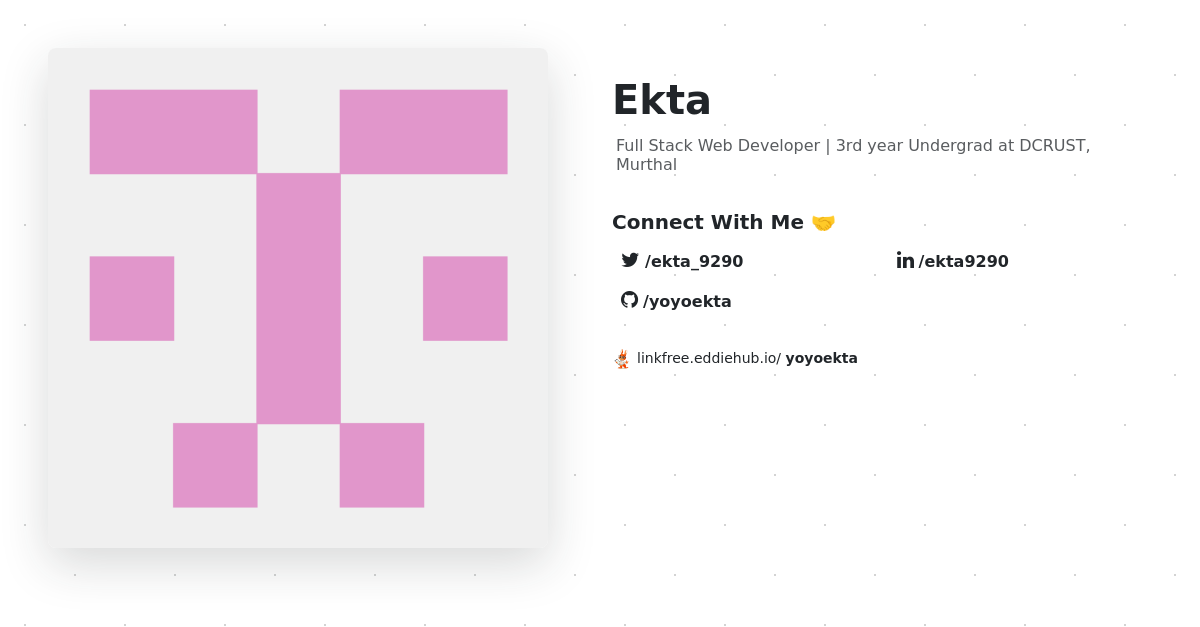 Ekta
Full Stack Web Developer | 3rd year Undergrad at DCRUST,
Murthal
Connect With Me 🤝
/ekta_9290
/ekta9290
/yoyoekta
linkfree.eddiehub.io/ yoyoekta